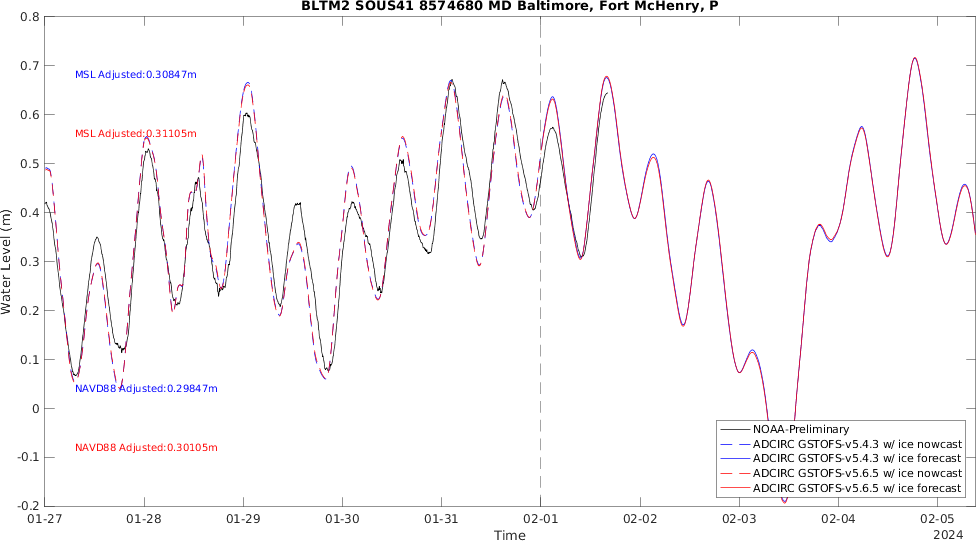 BLTM2 SOUS41 8574680 MD Baltimore, Fort McHenry, P
0.8
0.7
0.6
0.5
0.4
0.3
0.2
0.1
0
-0.1
-0.2
Water Level (m)
MSL Adjusted:0.30847m
MSL Adjusted:0.31105m
NAVD88 Adjusted:0.29847m
NAVD88 Adjusted:0.30105m
NOAA-Preliminary
ADCIRC GSTOFS-v5.4.3 w/ ice nowcast
ADCIRC GSTOFS-v5.4.3 w/ ice forecast
ADCIRC GSTOFS-v5.6.5 w/ ice nowcast
ADCIRC GSTOFS-v5.6.5 w/ ice forecast
01-27 01-28 01-29 01-30 01-31 02-01 02-02 02-03 02-04 02-05
Time
2024